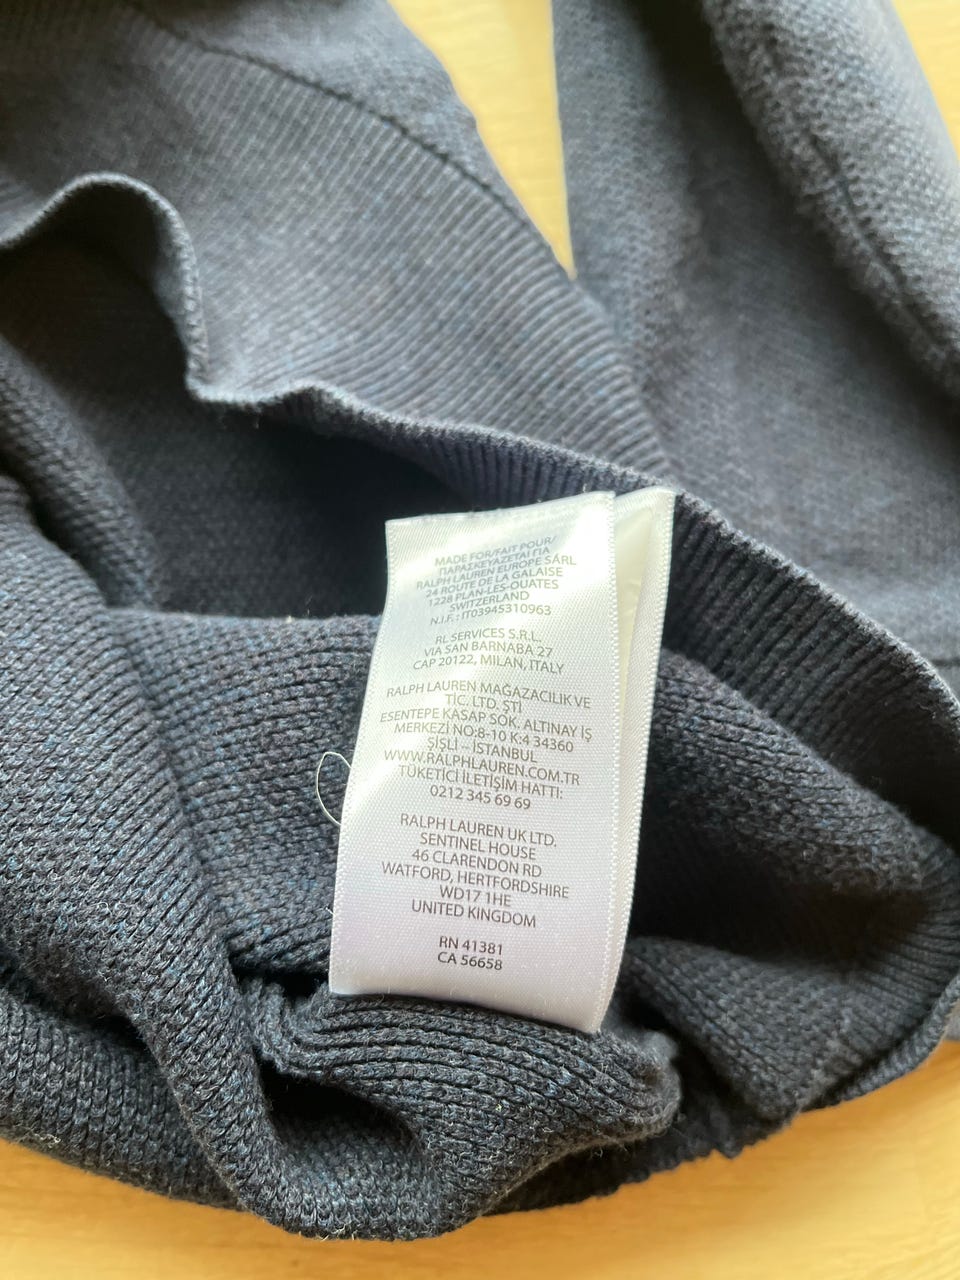 MADE FOR/FAIT POUR/
ΠΑΡΑΣΚΕΥΑΖΕΤΑΙ ΓΙΑ
RALPH LAUREN EUROPE SÁRL
24 ROUTE DE LA GALAISE
1228 PLAN-LES-OUATES
SWITZERLAND
N.I.F. : IT03945310963
RL SERVICES S.R.L.
VIA SAN BARNABA 27
CAP 20122, MILAN, ITALY
RALPH LAUREN MAĞAZACILIK VE
TİC. LTD. ŞTİ
ESENTEPE KASAP SOK. ALTINAY İŞ
MERKEZİ NO:8-10 K:4 34360
ŞİŞLİ – İSTANBUL
WWW.RALPHLAUREN.COM.TR
TÜKETİCİ İLETİŞİM HATTI:
0212 345 69 69
RALPH LAUREN UK LTD.
SENTINEL HOUSE
46 CLARENDON RD
WATFORD, HERTFORDSHIRE
WD17 1HE
UNITED KINGDOM
RN 41381
CA 56658